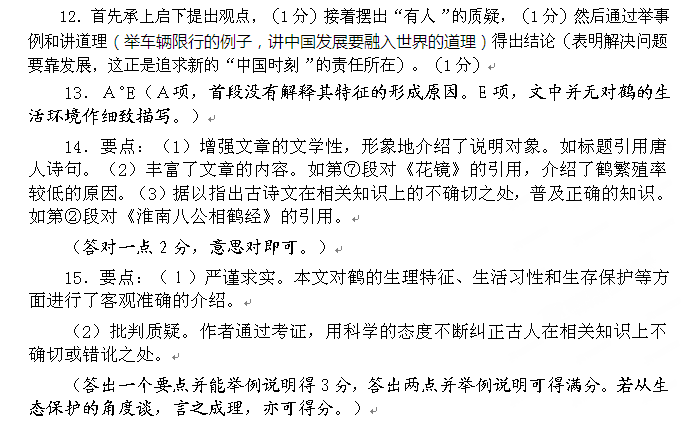 12．首先承上启下提出观点，（1分）接着摆出“有人”的质疑，（1分）然后通过举事
例和讲道理（举车辆限行的例子，讲中国发展要融入世界的道理）得出结论（表明解决问题
要靠发展，这正是追求新的“中国时刻”的责任所在）。（1分）
13．A°E（A项，首段没有解释其特征的形成原因。E项，文中并无对鹤的生
活环境作细致描写。）
14．要点：（1）增强文章的文学性，形象地介绍了说明对象。如标题引用唐
人诗句。（2）丰富了文章的内容。如第⑦段对《花镜》的引用，介绍了鹤繁殖率
较低的原因。（3）据以指出古诗文在相关知识上的不确切之处，普及正确的知识。
如第②段对《淮南八公相鹤经》的引用。
（答对一点2分，意思对即可。）
15．要点：（1）严谨求实。本文对鹤的生理特征、生活习性和生存保护等方
面进行了客观准确的介绍。
（2）批判质疑。作者通过考证，用科学的态度不断纠正古人在相关知识上不
确切或错讹之处。
（答出一个要点并能举例说明得3分，答出两点并举例说明可得满分。若从生
态保护的角度谈，言之成理，亦可得分。）